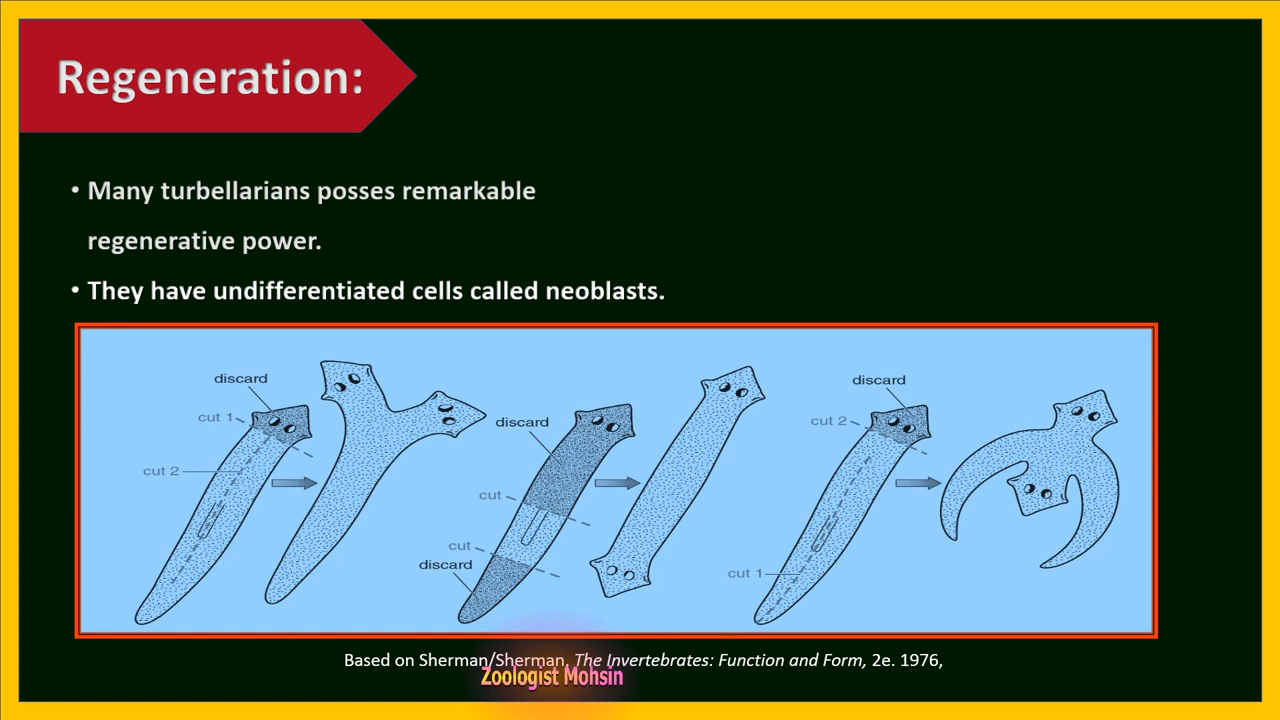 Regeneration:
• Many turbellarians posses remarkable
regenerative power.
• They have undifferentiated cells called neoblasts.
discard
cut 1
cut 2
discard
cut
cut
discard
discard
cut 2
cut 1
Based on Sherman/Sherman, The Invertebrates: Function and Form, 2e. 1976,
Zoologist Mohsin